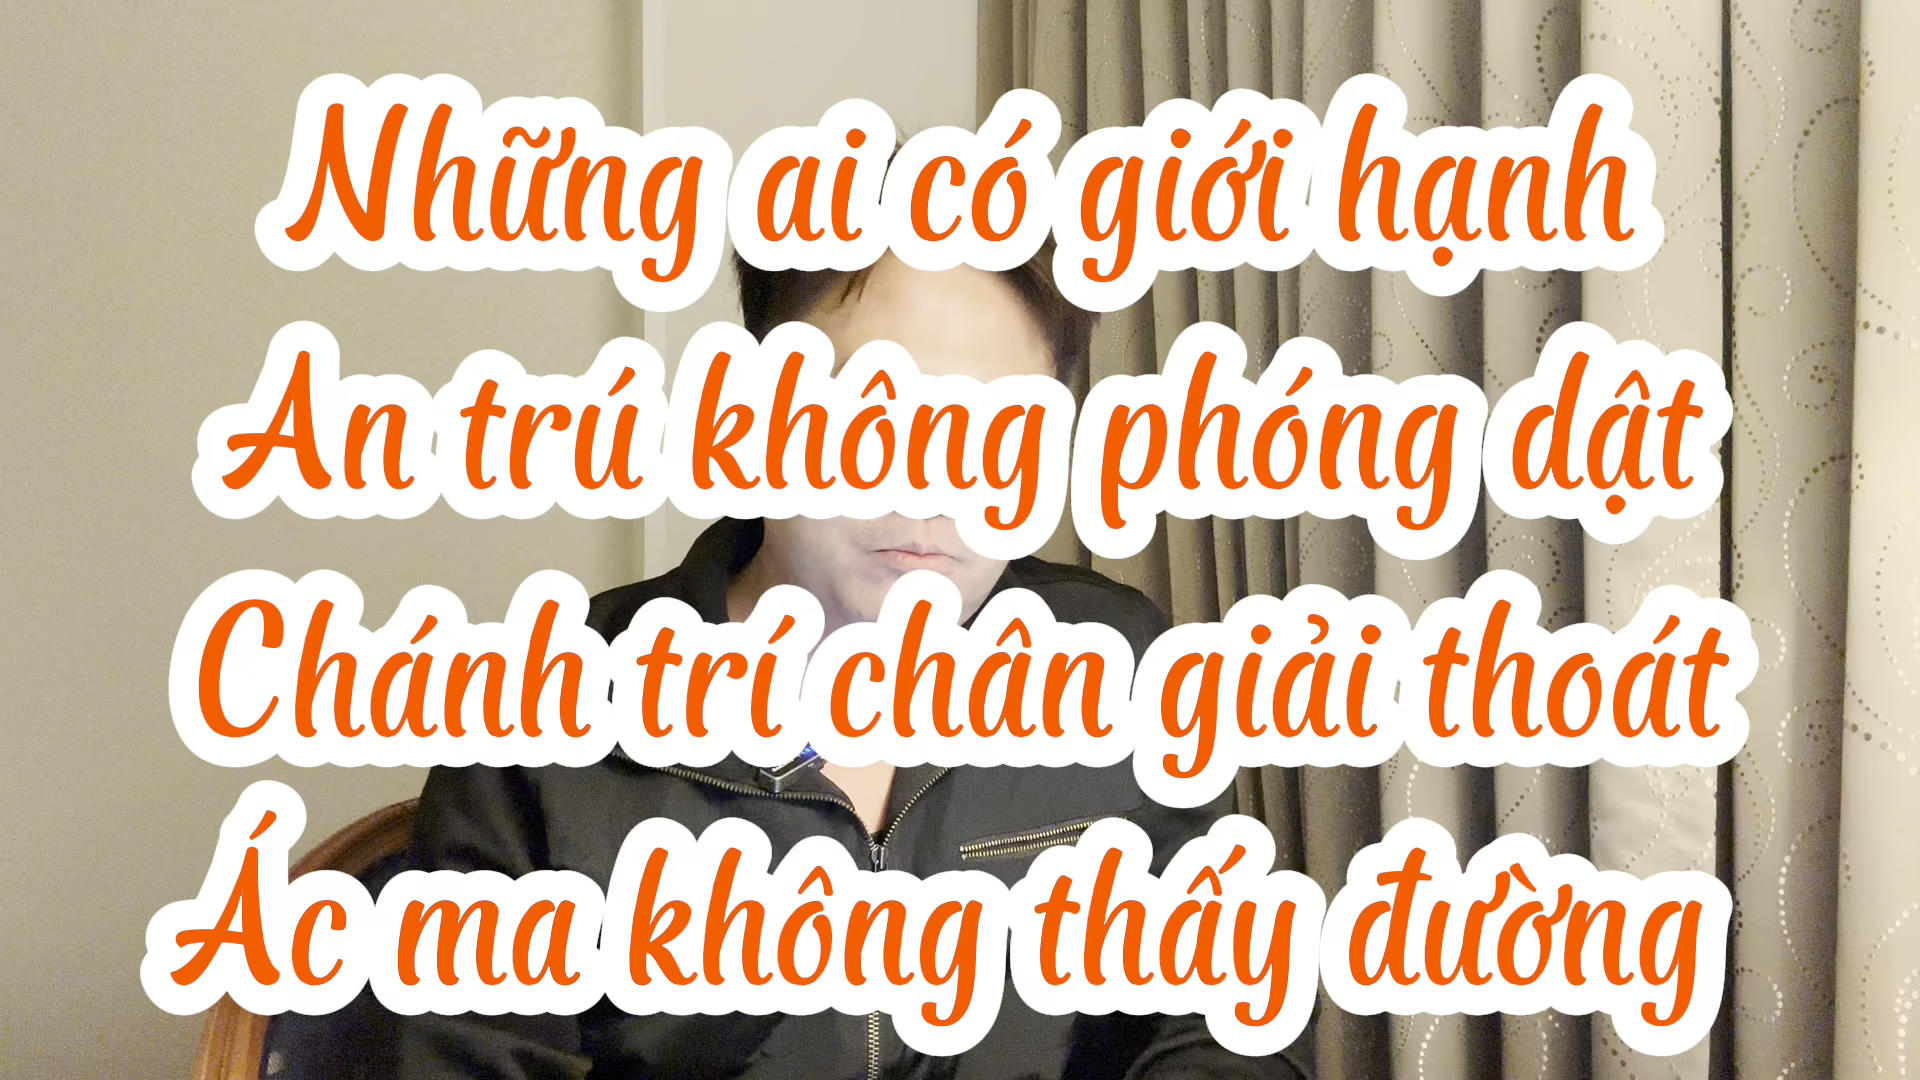 Những ai có giới hạnh
An trú không phóng dật
Chánh trí chân giải thoát
Ác ma không thấy đường